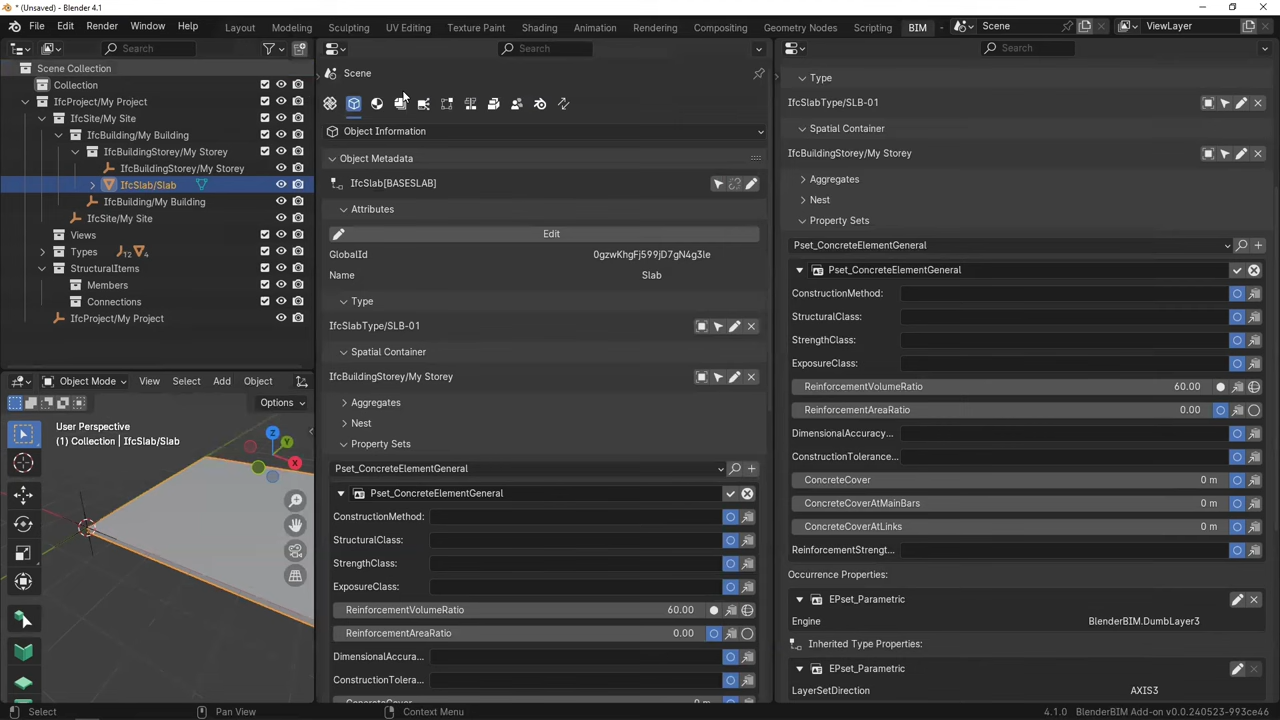 * (Unsaved) - Blender 4.1
File Edit Render Window Help
Layout Modeling Sculpting UV Editing Texture Paint Shading Animation Rendering Compositing Geometry Nodes Scripting BIM
Scene
ViewLayer
Search
Scene Collection
Collection
IfcProject/My Project
IfcSite/My Site
IfcBuilding/My Building
IfcBuildingStorey/My Storey
IfcBuildingStorey/My Storey
IfcSlab/Slab
IfcBuilding/My Building
IfcSite/My Site
Views
Types 12 4
StructuralItems
Members
Connections
IfcProject/My Project
Object Mode View Select Add Object
Options
User Perspective
(1) Collection | IfcSlab/Slab
Z
Y
X
Search
Scene
Object Information
Object Metadata
IfcSlab[BASESLAB]
Attributes
Edit
GlobalId 0gzwKhgFj599jD7gN4g3le
Name Slab
Type
IfcSlabType/SLB-01
Spatial Container
IfcBuildingStorey/My Storey
Aggregates
Nest
Property Sets
Pset_ConcreteElementGeneral
Pset_ConcreteElementGeneral
ConstructionMethod:
StructuralClass:
StrengthClass:
ExposureClass:
ReinforcementVolumeRatio 60.00
ReinforcementAreaRatio 0.00
DimensionalAccura...
ConstructionTolera...
ConcreteCover 0 m
Search
Type
IfcSlabType/SLB-01
Spatial Container
IfcBuildingStorey/My Storey
Aggregates
Nest
Property Sets
Pset_ConcreteElementGeneral
Pset_ConcreteElementGeneral
ConstructionMethod:
StructuralClass:
StrengthClass:
ExposureClass:
ReinforcementVolumeRatio 60.00
ReinforcementAreaRatio 0.00
DimensionalAccuracy...
ConstructionTolerance...
ConcreteCover 0 m
ConcreteCoverAtMainBars 0 m
ConcreteCoverAtLinks 0 m
ReinforcementStrengt...
Occurrence Properties:
EPset_Parametric
Engine BlenderBIM.DumbLayer3
Inherited Type Properties:
EPset_Parametric
LayerSetDirection AXIS3
Select Pan View Context Menu 4.1.0 BlenderBIM Add-on v0.0.240523-993ce46